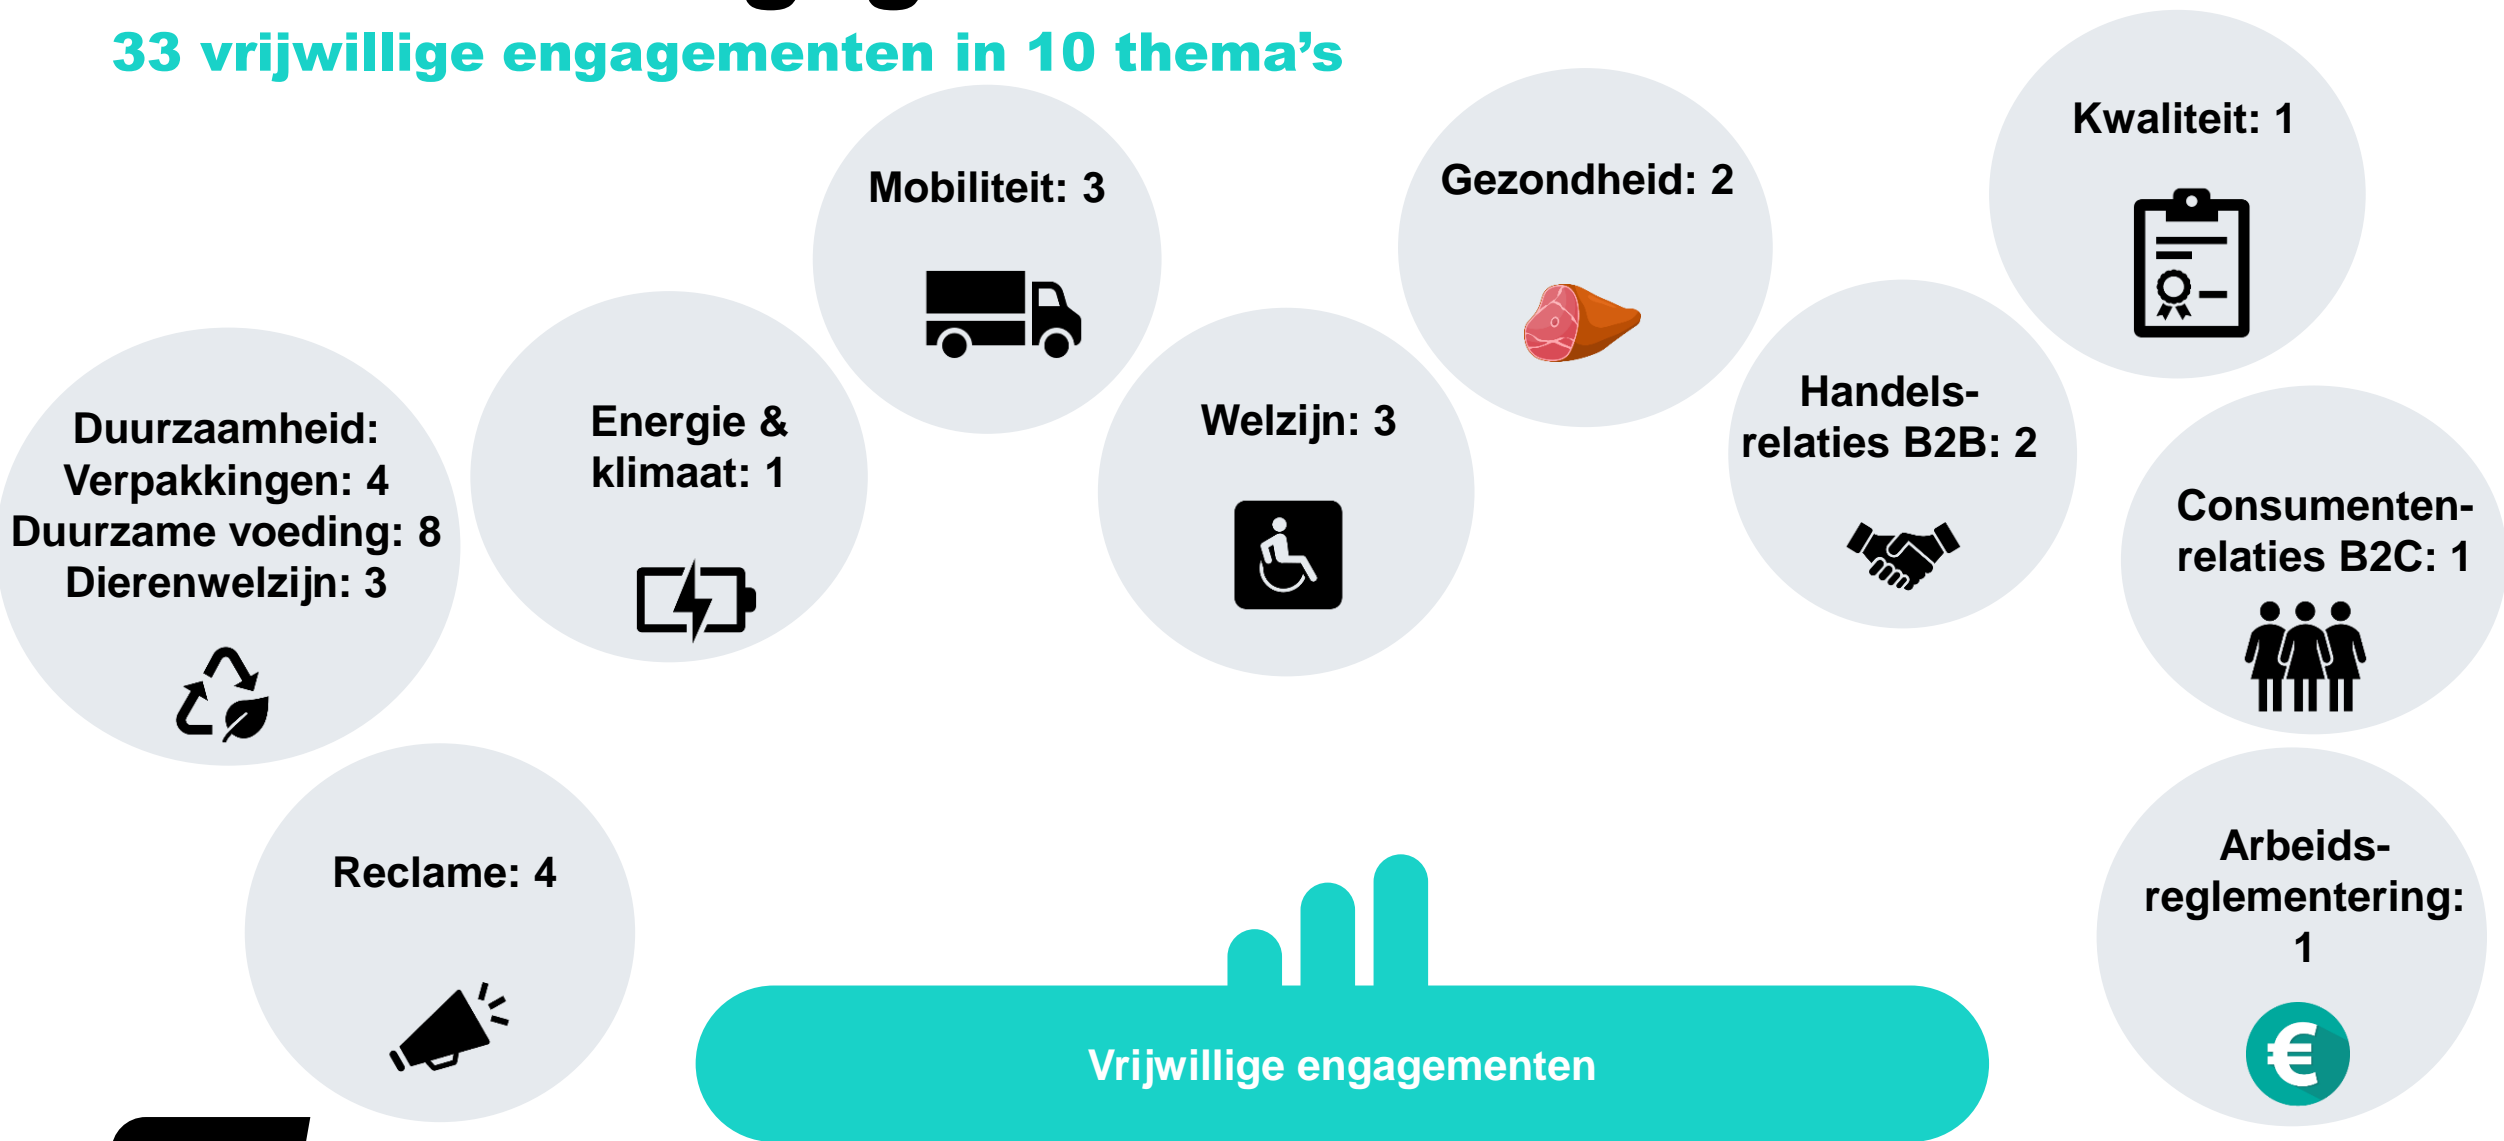 33 vrijwillige engagementen in 10 thema’s
Kwaliteit: 1
Mobiliteit: 3
Gezondheid: 2
Duurzaamheid:
Verpakkingen: 4
Duurzame voeding: 8
Dierenwelzijn: 3
Energie &
klimaat: 1
Welzijn: 3
Handels-
relaties B2B: 2
Consumenten-
relaties B2C: 1
Reclame: 4
Arbeids-
reglementering:
1
€
Vrijwillige engagementen